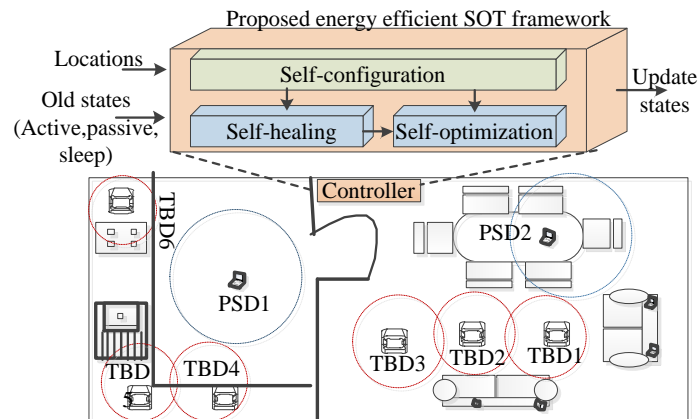 Proposed energy efficient SOT framework
Locations
Self-configuration
Update
states
Old states
(Active,passive,
sleep)
Self-healing
Self-optimization
Controller
TBD6
PSD2
PSD1
TBD3
TBD2
TBD1
TBD
5
TBD4